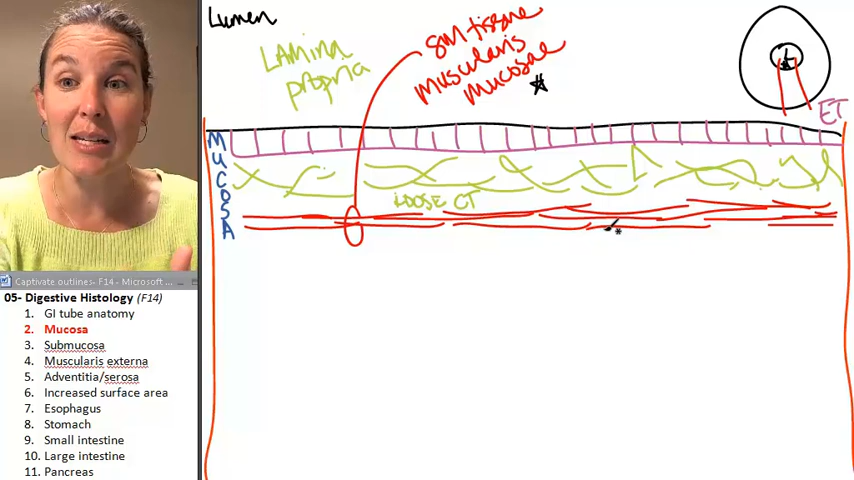 Lumen
Lamina
propria
sm tissue
muscularis
mucosae
L
ET
MUCOSA
LOOSE CT
Captivate outlines - F14 - Microsoft ...
05- Digestive Histology (F14)
1. GI tube anatomy
2. Mucosa
3. Submucosa
4. Muscularis externa
5. Adventitia/serosa
6. Increased surface area
7. Esophagus
8. Stomach
9. Small intestine
10. Large intestine
11. Pancreas